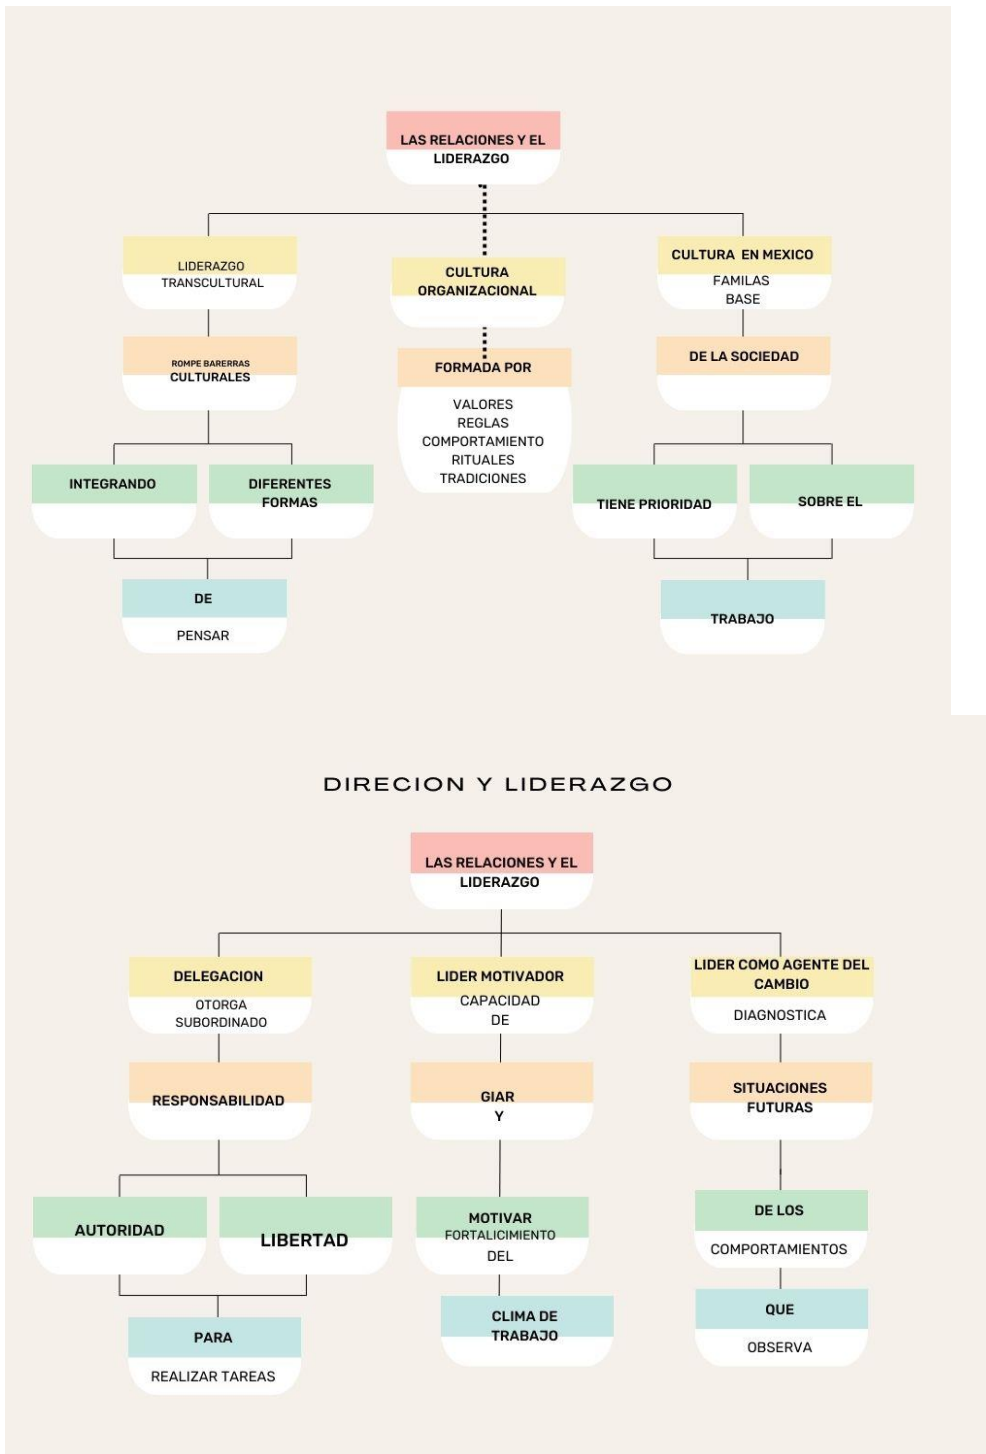 LAS RELACIONES Y EL
LIDERAZGO
LIDERAZGO
TRANSCULTURAL
CULTURA
ORGANIZACIONAL
CULTURA EN MEXICO
FAMILAS
BASE
ROMPE BARERRAS
CULTURALES
FORMADA POR
VALORES
REGLAS
COMPORTAMIENTO
RITUALES
TRADICIONES
DE LA SOCIEDAD
INTEGRANDO
DIFERENTES
FORMAS
TIENE PRIORIDAD
SOBRE EL
DE
PENSAR
TRABAJO
DIRECION Y LIDERAZGO
LAS RELACIONES Y EL
LIDERAZGO
DELEGACION
OTORGA
SUBORDINADO
LIDER MOTIVADOR
CAPACIDAD
DE
LIDER COMO AGENTE DEL
CAMBIO
DIAGNOSTICA
RESPONSABILIDAD
GIAR
Y
SITUACIONES
FUTURAS
AUTORIDAD
LIBERTAD
MOTIVAR
FORTALICIMIENTO
DEL
DE LOS
COMPORTAMIENTOS
PARA
REALIZAR TAREAS
CLIMA DE
TRABAJO
QUE
OBSERVA